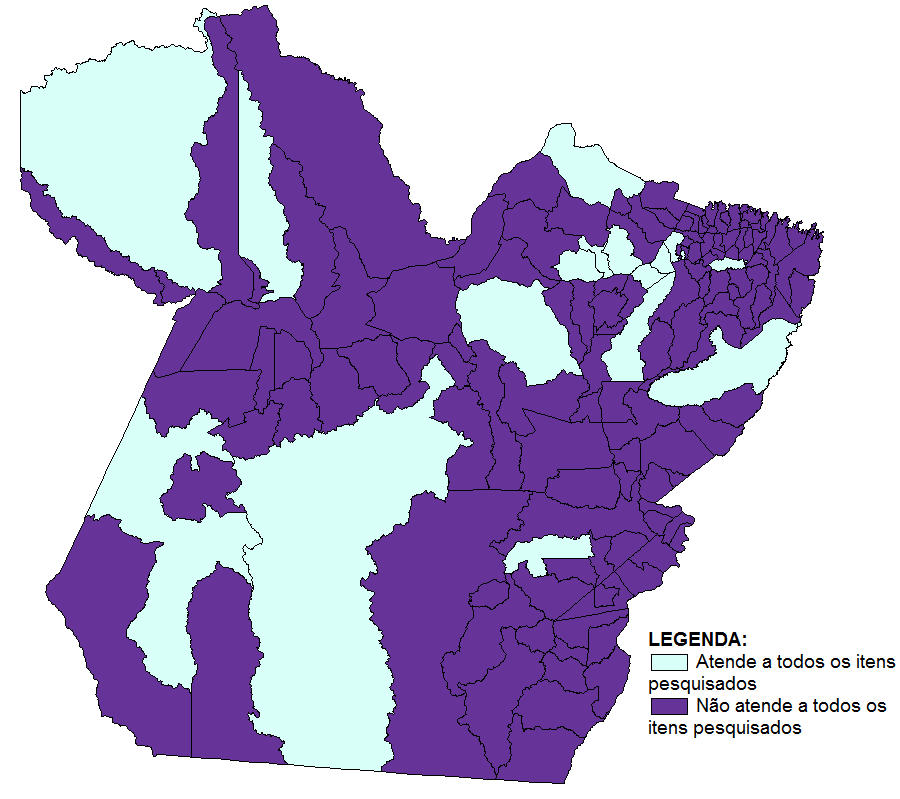 LEGENDA:
Atende a todos os itens
pesquisados
Não atende a todos os
itens pesquisados